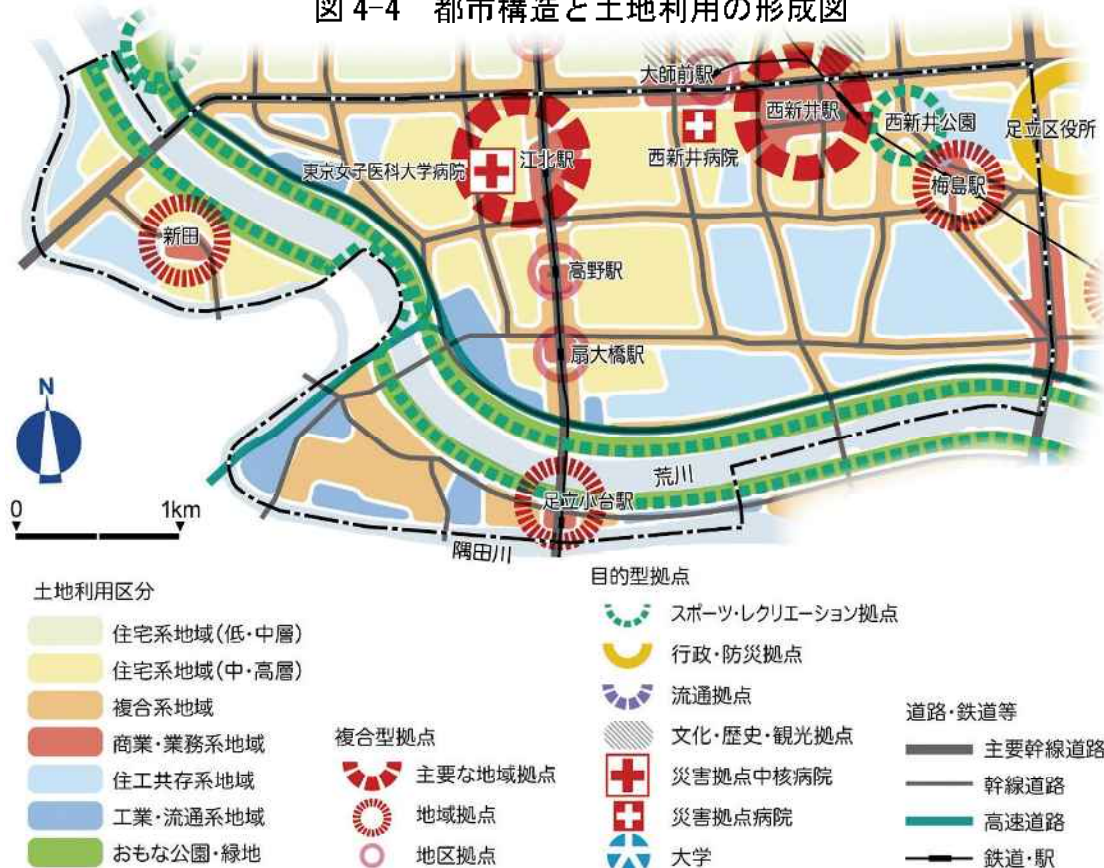 図 4-4 都市構造と土地利用の形成図
大師前駅
西新井駅
西新井公園
足立区役所
西新井病院
東京女子医科大学病院
江北駅
梅島駅
新田
高野駅
扇大橋駅
N
荒川
足立小台駅
0 1km
隅田川
土地利用区分
住宅系地域(低・中層)
住宅系地域(中・高層)
複合系地域
商業・業務系地域
住工共存系地域
工業・流通系地域
おもな公園・緑地
複合型拠点
主要な地域拠点
地域拠点
地区拠点
目的型拠点
スポーツ・レクリエーション拠点
行政・防災拠点
流通拠点
文化・歴史・観光拠点
災害拠点中核病院
災害拠点病院
大学
道路・鉄道等
主要幹線道路
幹線道路
高速道路
鉄道・駅